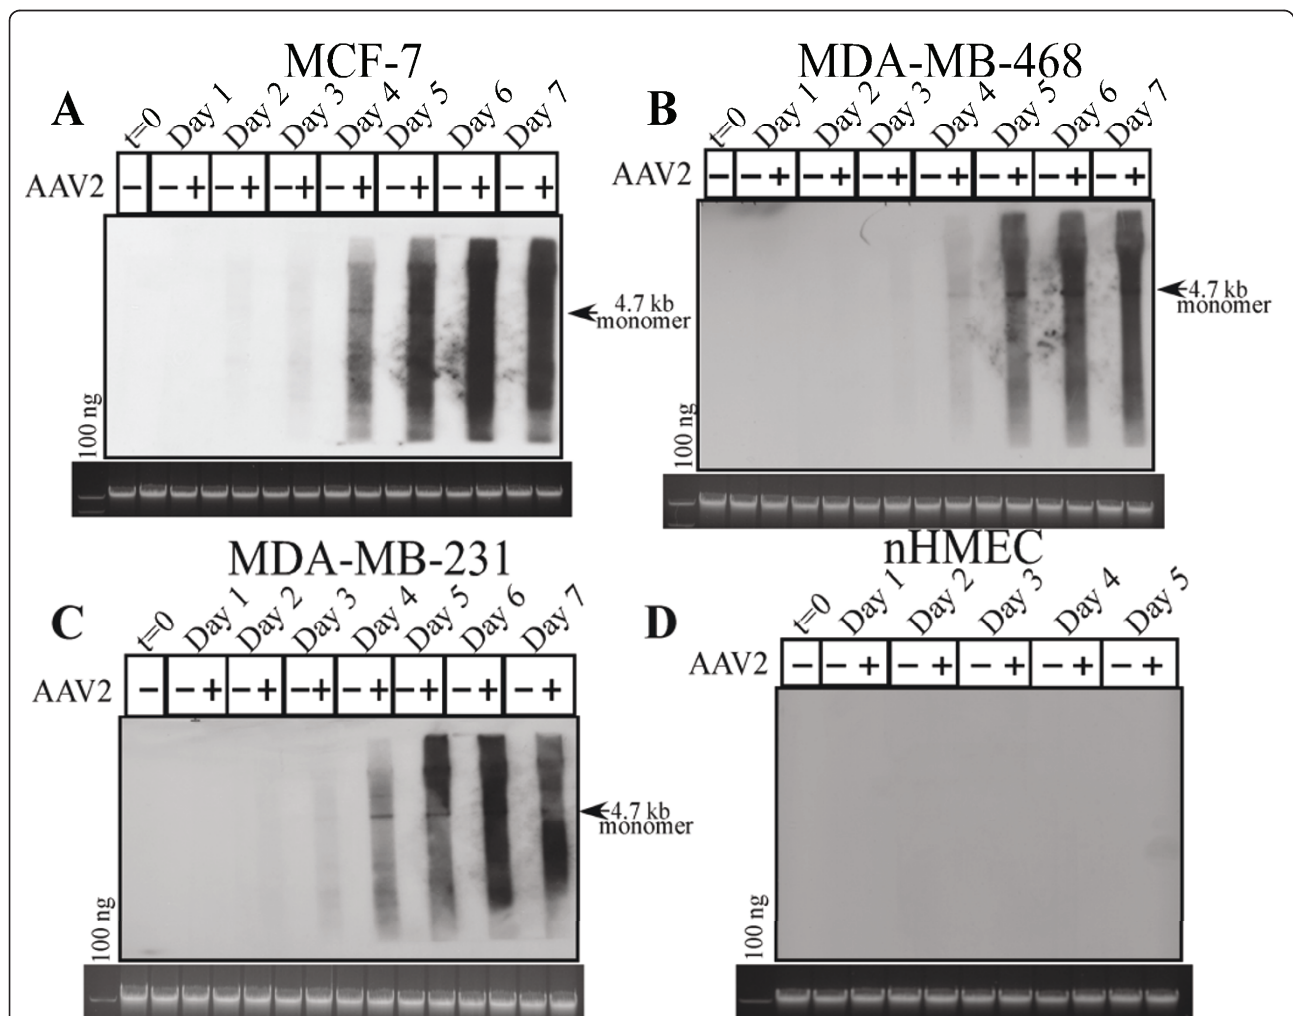 MCF-7
A
t=0 Day 1 Day 2 Day 3 Day 4 Day 5 Day 6 Day 7
AAV2 − − + − + − + − + − + − + − +
4.7 kb
monomer
100 ng
MDA-MB-468
B
t=0 Day 1 Day 2 Day 3 Day 4 Day 5 Day 6 Day 7
AAV2 − − + − + − + − + − + − + − +
4.7 kb
monomer
100 ng
MDA-MB-231
C
t=0 Day 1 Day 2 Day 3 Day 4 Day 5 Day 6 Day 7
AAV2 − − + − + − + − + − + − + − +
4.7 kb
monomer
100 ng
nHMEC
D
t=0 Day 1 Day 2 Day 3 Day 4 Day 5
AAV2 − − + − + − + − + − +
100 ng